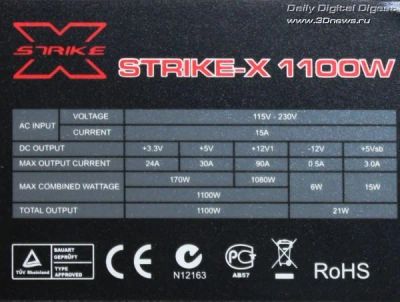 Daily Digital Digest
www.3Dnews.ru
STRIKE X
STRIKE-X 1100W
AC INPUT VOLTAGE 115V - 230V
CURRENT 15A
DC OUTPUT +3.3V +5V +12V1 -12V +5Vsb
MAX OUTPUT CURRENT 24A 30A 90A 0.5A 3.0A
MAX COMBINED WATTAGE 170W 1080W 6W 15W
1100W
TOTAL OUTPUT 1100W 21W
TÜV Rheinland
BAUART GEPRÜFT
TYPE APPROVED
CE
N12163
PG
AB57
RoHS